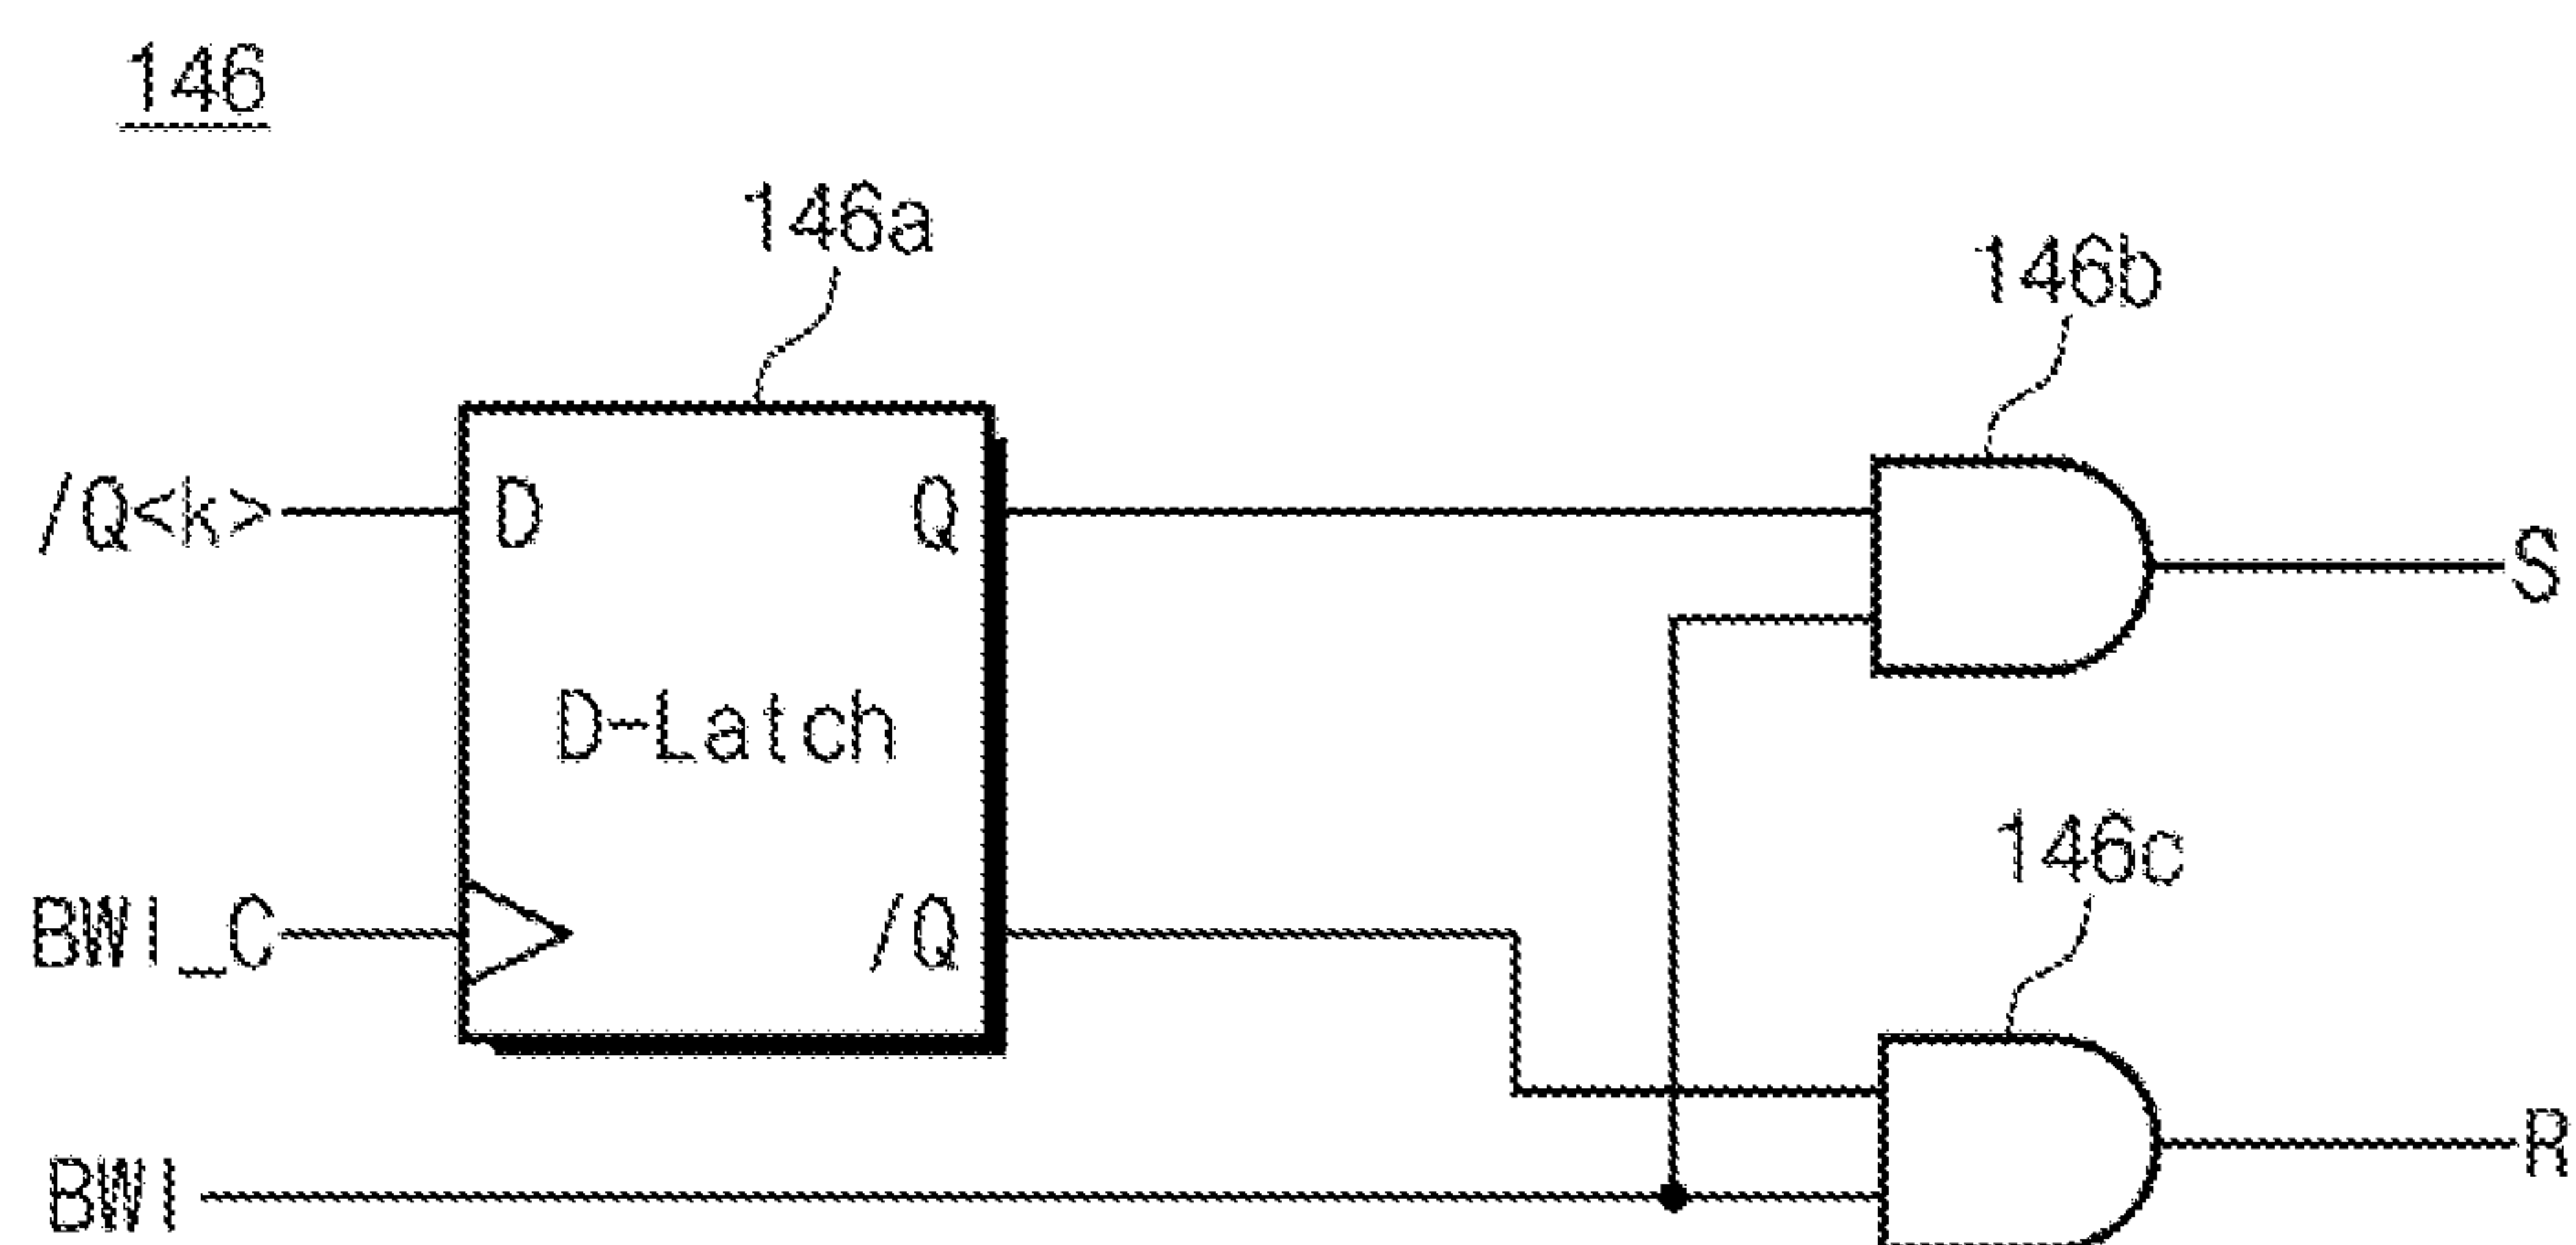 146
146a
146b
/Q<k>
D
Q
S
D-Latch
146c
BWI_C
/Q
R
BWI